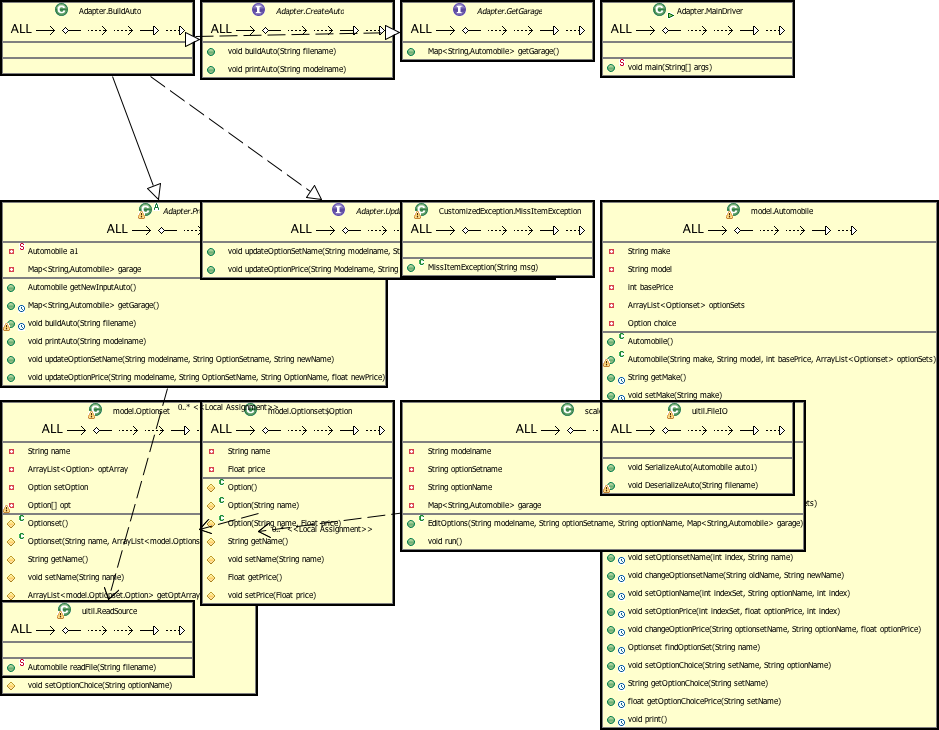 Adapter.BuildAuto
ALL
Adapter.CreateAuto
ALL
void buildAuto(String filename)
void printAuto(String modelname)
Adapter.GetGarage
ALL
Map<String,Automobile> getGarage()
Adapter.MainDriver
ALL
void main(String[] args)
Adapter.Pr
ALL
Automobile a1
Map<String,Automobile> garage
Automobile getNewInputAuto()
Map<String,Automobile> getGarage()
void buildAuto(String filename)
void printAuto(String modelname)
void updateOptionSetName(String modelname, String OptionSetname, String newName)
void updateOptionPrice(String modelname, String OptionSetName, String OptionName, float newPrice)
Adapter.Upda
ALL
void updateOptionSetName(String modelname, St
void updateOptionPrice(String Modelname, String
CustomizedException.MissItemException
ALL
MissItemException(String msg)
model.Automobile
ALL
String make
String model
int basePrice
ArrayList<Optionset> optionSets
Option choice
Automobile()
Automobile(String make, String model, int basePrice, ArrayList<Optionset> optionSets)
String getMake()
void setMake(String make)
ets)
void setOptionsetName(int index, String name)
void changeOptionsetName(String oldName, String newName)
void setOptionName(int indexSet, String optionName, int index)
void setOptionPrice(int indexSet, float optionPrice, int index)
void changeOptionPrice(String optionsetName, String optionName, float optionPrice)
Optionset findOptionSet(String name)
void setOptionChoice(String setName, String optionName)
String getOptionChoice(String setName)
float getOptionChoicePrice(String setName)
void print()
0..* <<Local Assignment>>
model.Optionset
ALL
String name
ArrayList<Option> optArray
Option setOption
Option[] opt
Optionset()
Optionset(String name, ArrayList<model.Options
String getName()
void setName(String name)
ArrayList<model.Optionset.Option> getOptArray
void setOptionChoice(String optionName)
model.Optionset$Option
ALL
String name
Float price
Option()
Option(String name)
Option(String name, Float price)
String getName()
void setName(String name)
Float getPrice()
void setPrice(Float price)
0..* <<Local Assignment>>
scale
ALL
String modelname
String optionSetname
String optionName
Map<String,Automobile> garage
EditOptions(String modelname, String optionSetname, String optionName, Map<String,Automobile> garage)
void run()
uitil.FileIO
ALL
void SerializeAuto(Automobile auto1)
void DeserializeAuto(String filename)
uitil.ReadSource
ALL
Automobile readFile(String filename)